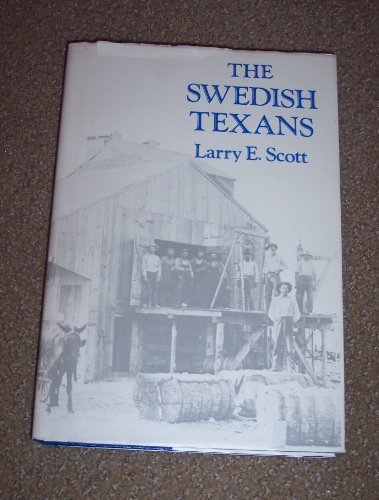 THE
SWEDISH
TEXANS
Larry E. Scott